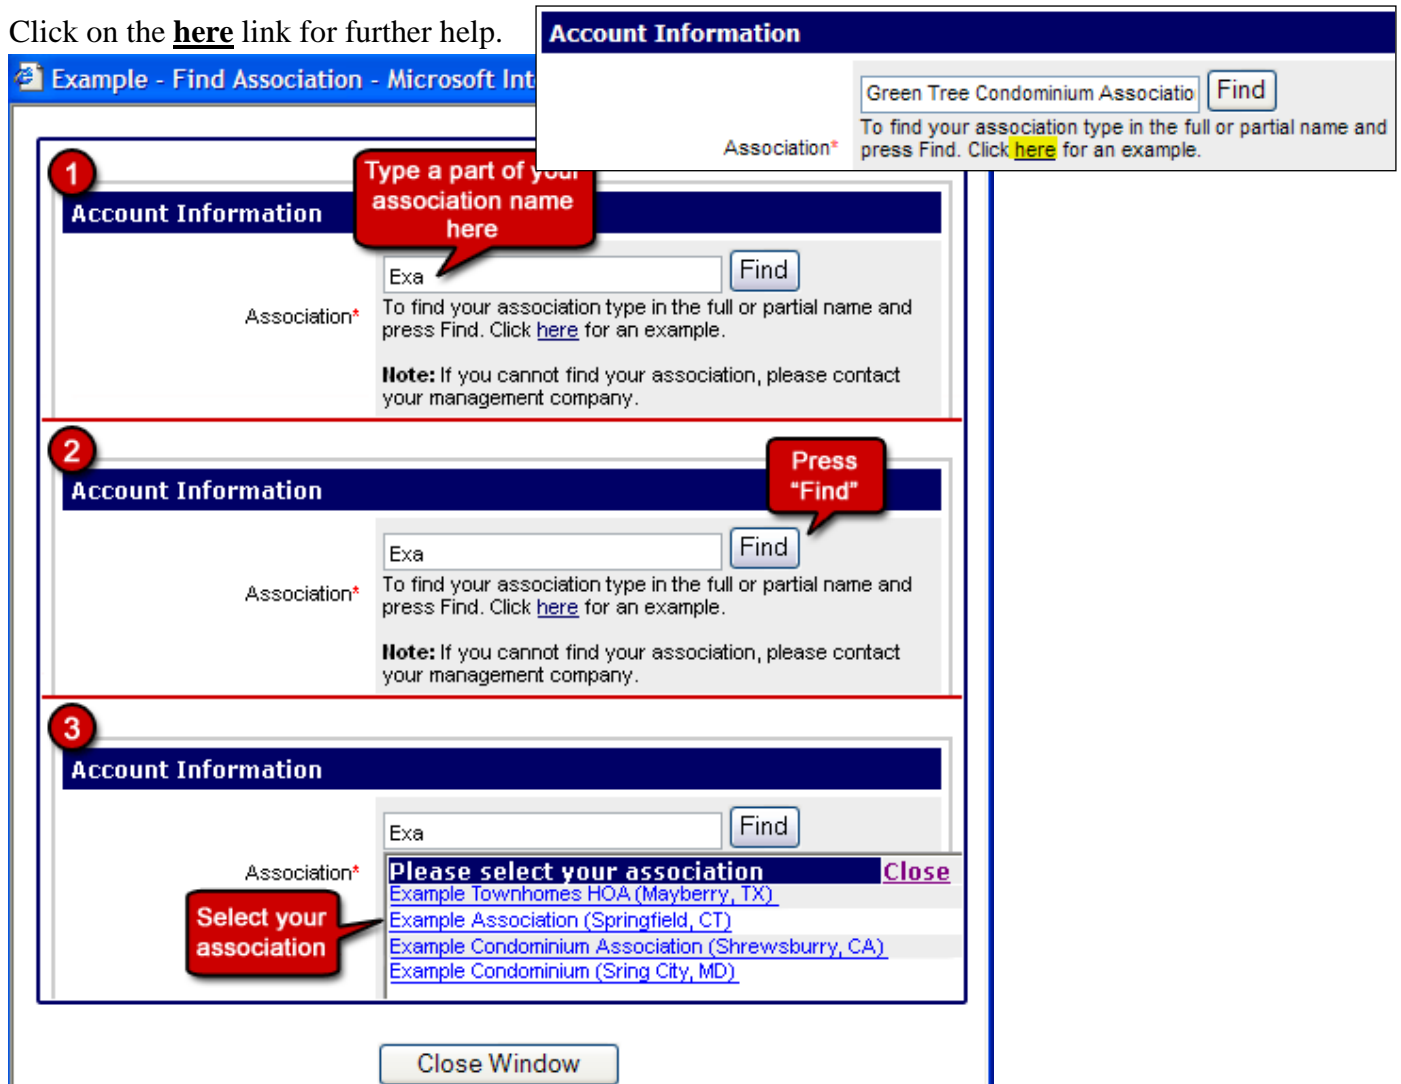 Click on the here link for further help.
Account Information
Green Tree Condominium Associatio
Find
To find your association type in the full or partial name and
Association*
press Find. Click here for an example.
Example - Find Association - Microsoft Int
1
Type a part of your
association name
here
Account Information
Exa
Find
Association*
To find your association type in the full or partial name and
press Find. Click here for an example.
Note: If you cannot find your association, please contact
your management company.
2
Press
“Find”
Account Information
Exa
Find
Association*
To find your association type in the full or partial name and
press Find. Click here for an example.
Note: If you cannot find your association, please contact
your management company.
3
Account Information
Exa
Find
Association*
Please select your association
Close
Select your
association
Example Townhomes HOA (Mayberry, TX)
Example Association (Springfield, CT)
Example Condominium Association (Shrewsburry, CA)
Example Condominium (Sring City, MD)
Close Window